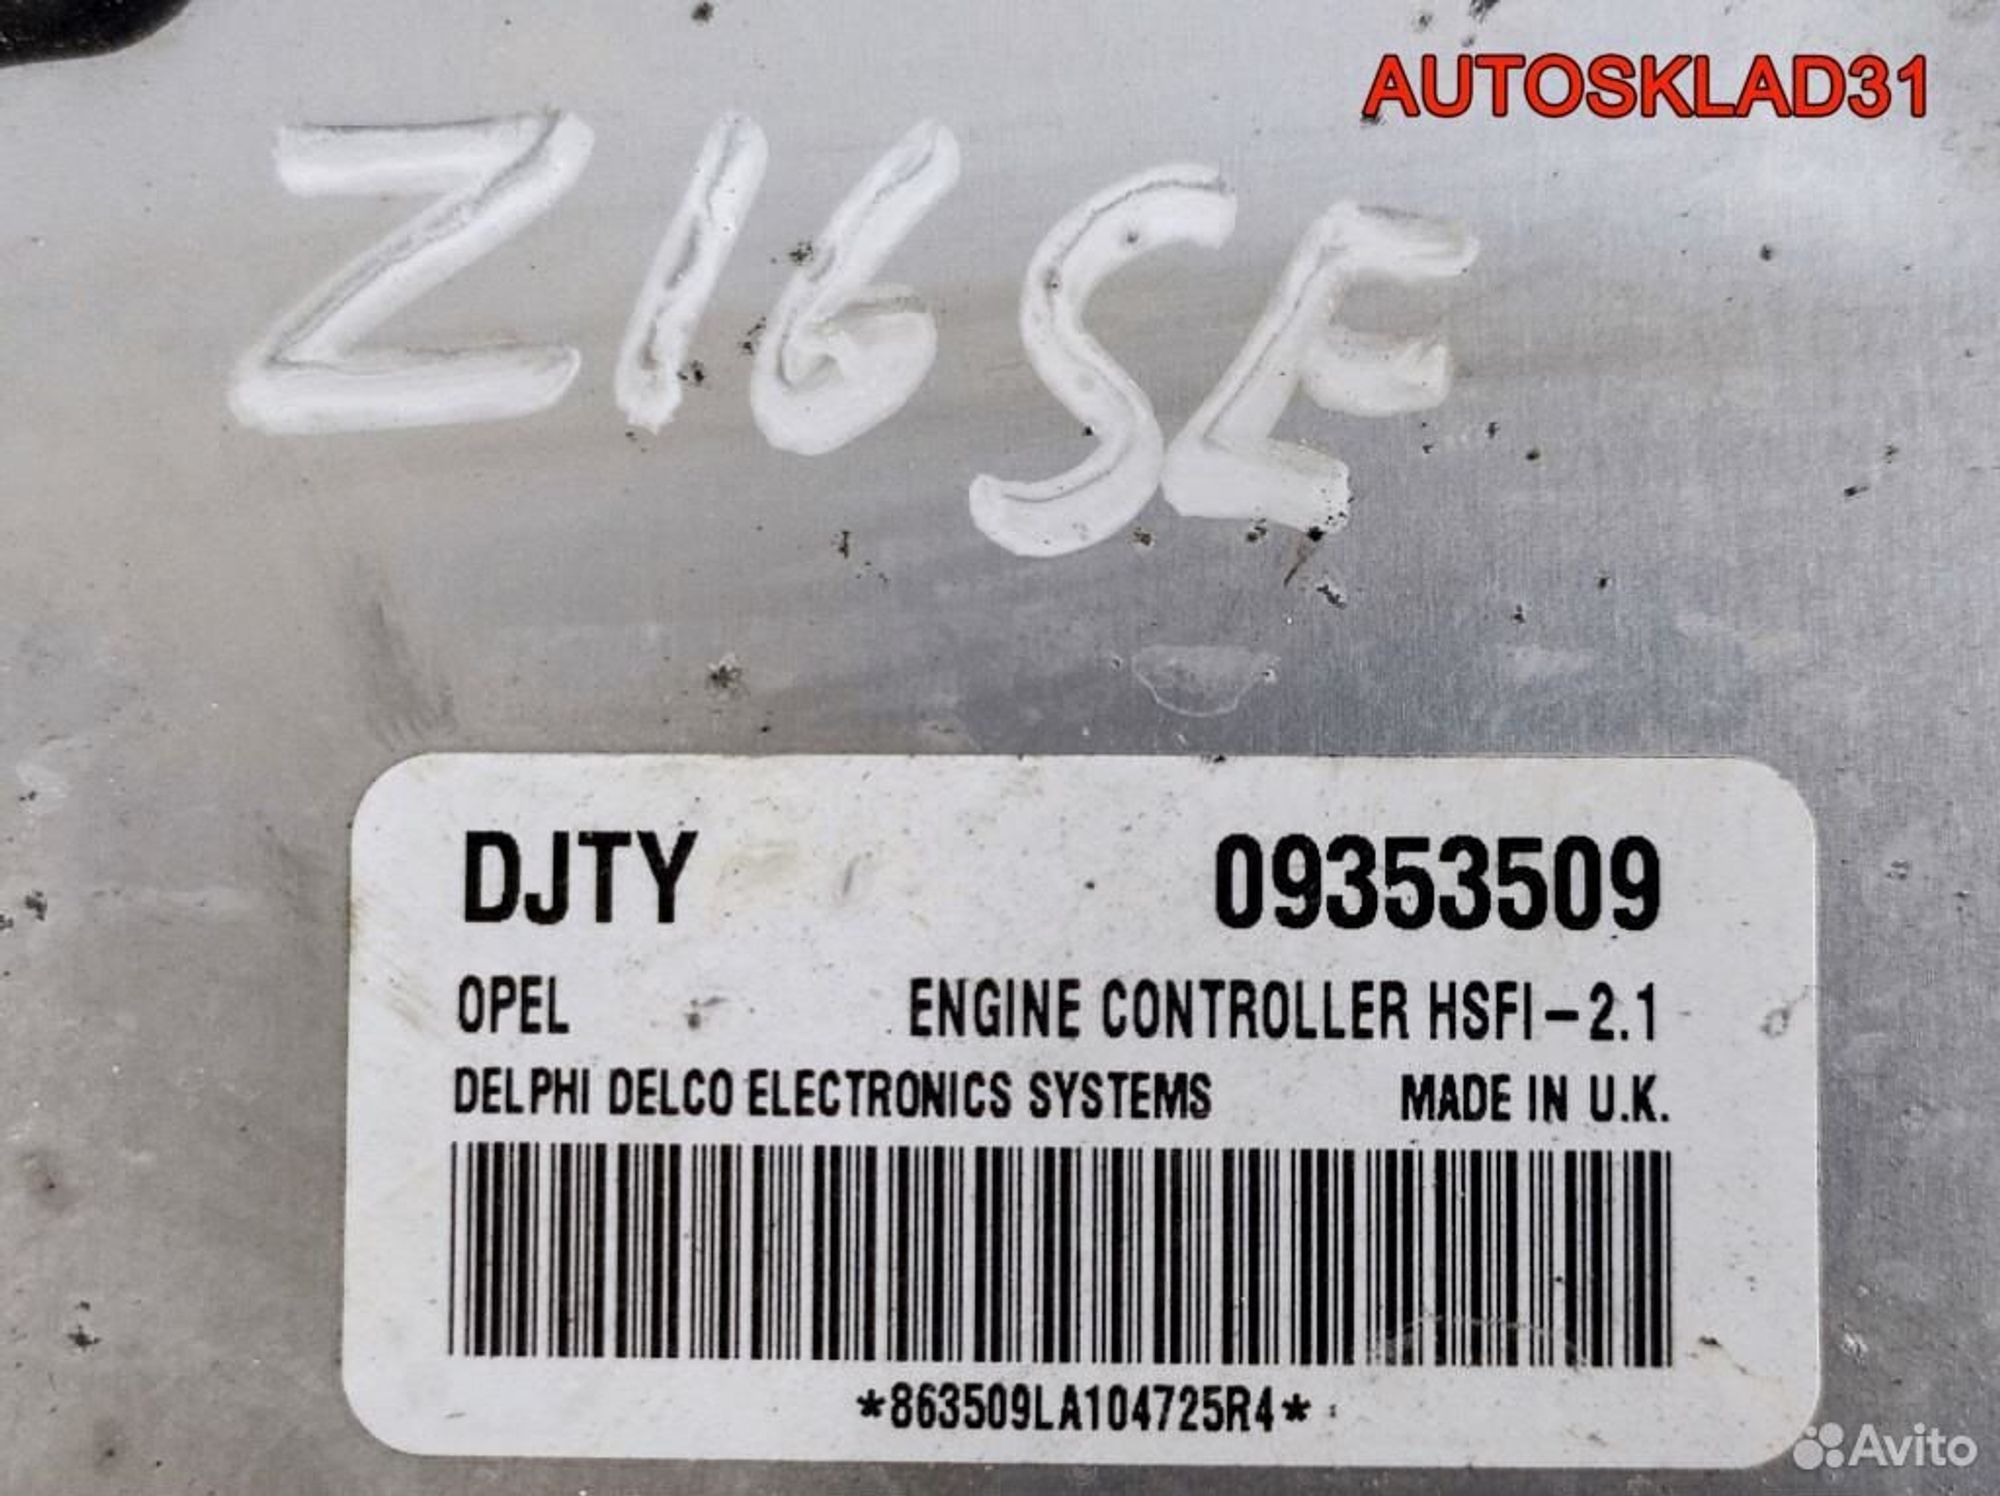 AUTOSKLAD31
Z16SE
DJTY 09353509
OPEL ENGINE CONTROLLER HSFI-2.1
DELPHI DELCO ELECTRONICS SYSTEMS MADE IN U.K.
*863509LA104725R4*
Avito